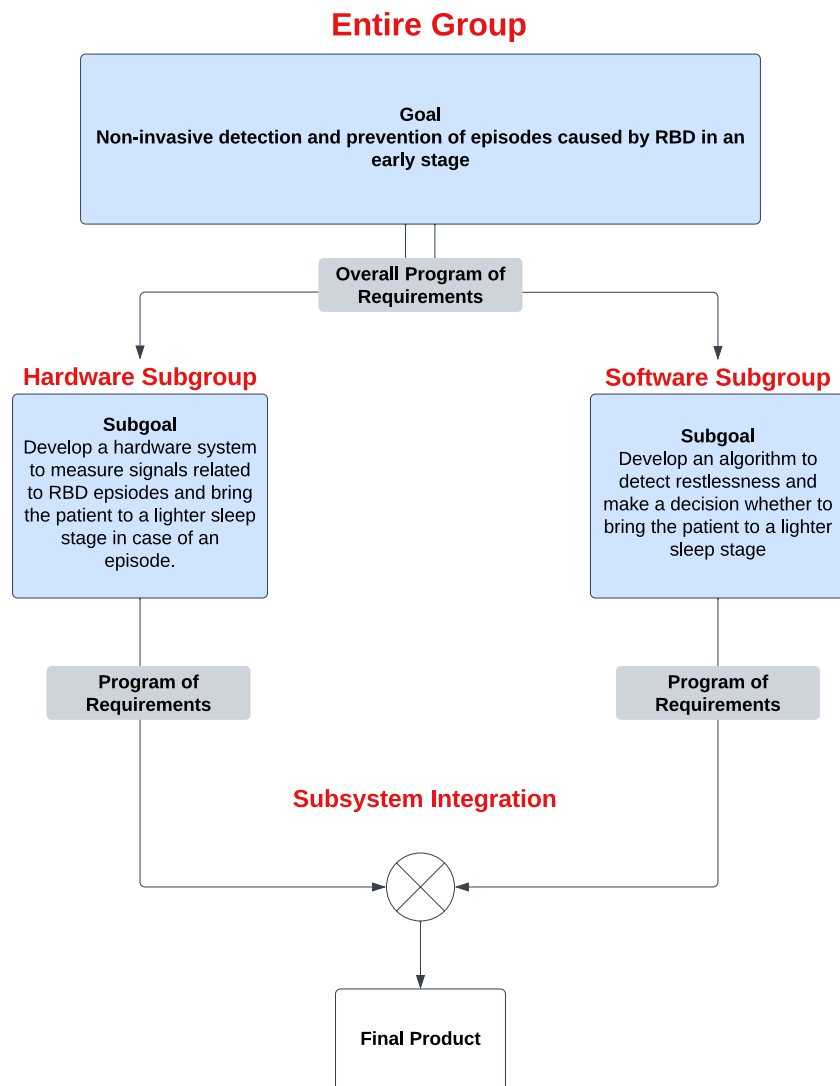 Entire Group
Goal
Non-invasive detection and prevention of episodes caused by RBD in an
early stage
Overall Program of
Requirements
Hardware Subgroup
Subgoal
Develop a hardware system
to measure signals related
to RBD epsiodes and bring
the patient to a lighter sleep
stage in case of an
episode.
Program of
Requirements
Software Subgroup
Subgoal
Develop an algorithm to
detect restlessness and
make a decision whether to
bring the patient to a lighter
sleep stage
Program of
Requirements
Subsystem Integration
Final Product